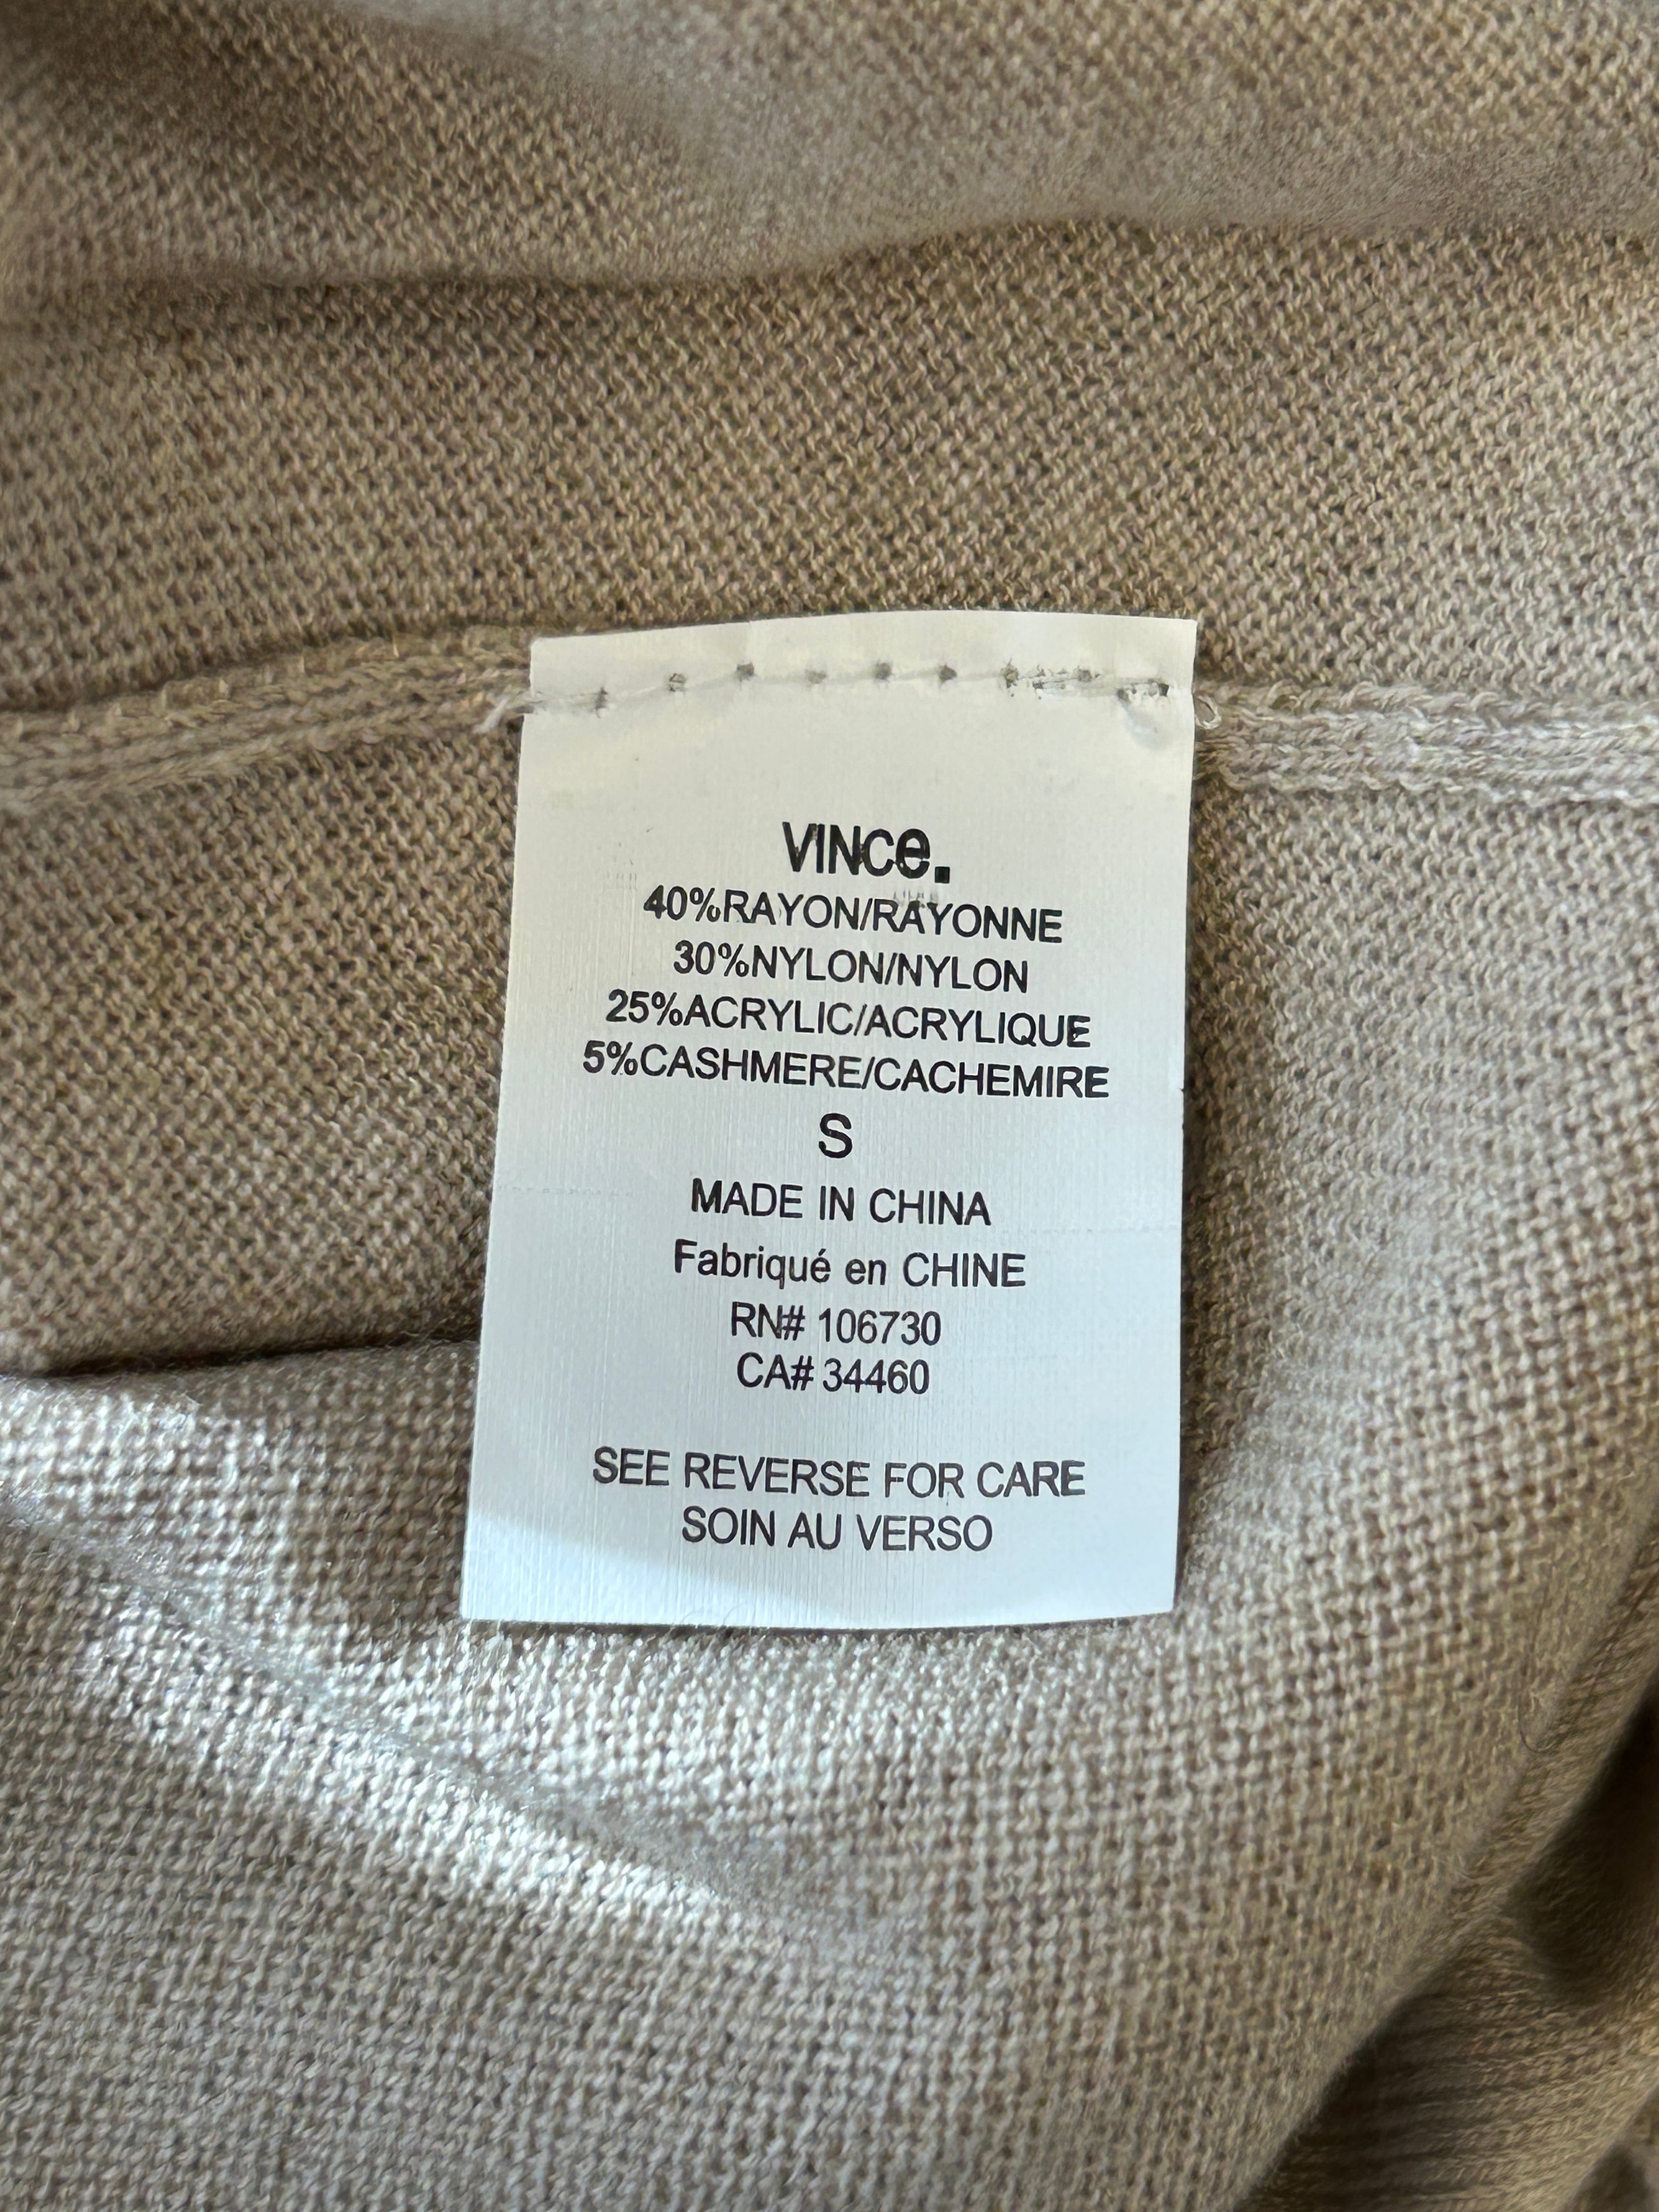 VINCe.
40%RAYON/RAYONNE
30%NYLON/NYLON
25%ACRYLIC/ACRYLIQUE
5%CASHMERE/CACHEMIRE
S
MADE IN CHINA
Fabriqué en CHINE
RN# 106730
CA# 34460
SEE REVERSE FOR CARE
SOIN AU VERSO